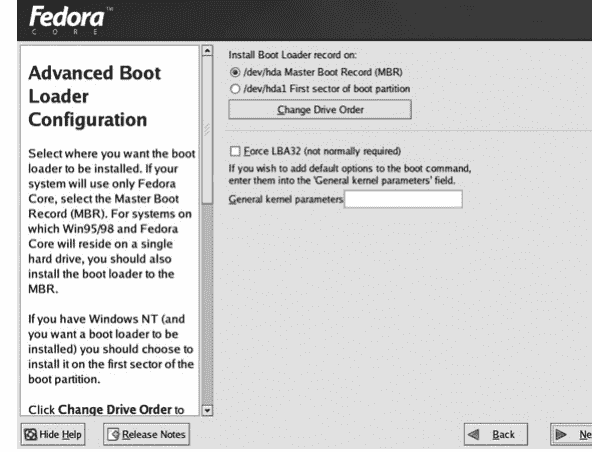 Fedora™
CORE
Advanced Boot
Loader
Configuration
Select where you want the boot
loader to be installed. If your
system will use only Fedora
Core, select the Master Boot
Record (MBR). For systems on
which Win95/98 and Fedora
Core will reside on a single
hard drive, you should also
install the boot loader to the
MBR.
If you have Windows NT (and
you want a boot loader to be
installed) you should choose to
install it on the first sector of the
boot partition.
Click Change Drive Order to
Install Boot Loader record on:
/dev/hda Master Boot Record (MBR)
/dev/hda1 First sector of boot partition
Change Drive Order
Force LBA32 (not normally required)
If you wish to add default options to the boot command,
enter them into the 'General kernel parameters' field.
General kernel parameters
Hide Help
Release Notes
Back
Ne